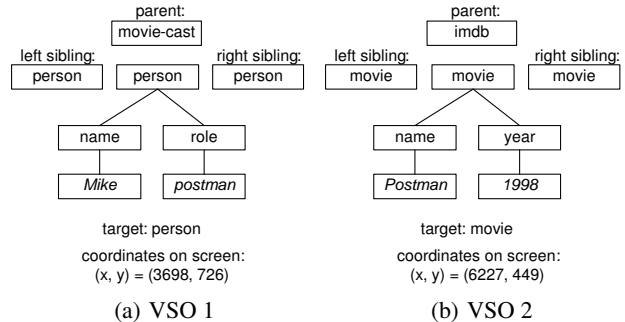 parent:
movie-cast
left sibling:
right sibling:
person
person
person
name
role
Mike
postman
target: person
coordinates on screen:
(x, y) = (3698, 726)
(a) VSO 1
parent:
imdb
left sibling:
right sibling:
movie
movie
movie
name
year
Postman
1998
target: movie
coordinates on screen:
(x, y) = (6227, 449)
(b) VSO 2